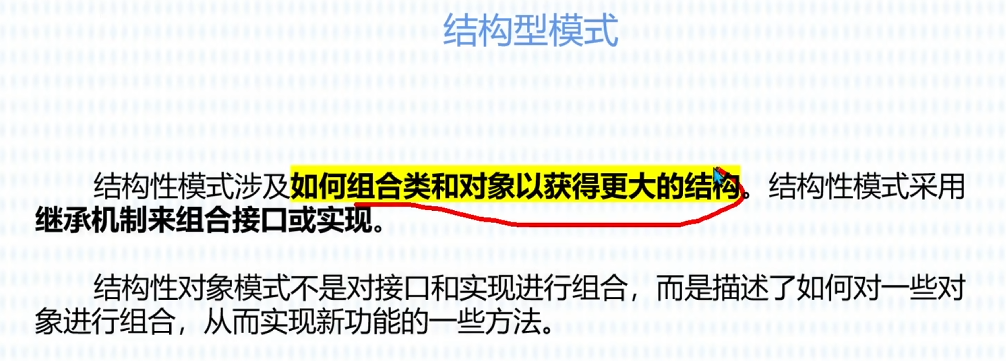 结构型模式
结构性模式涉及如何组合类和对象以获得更大的结构。结构性模式采用
继承机制来组合接口或实现。
结构性对象模式不是对接口和实现进行组合，而是描述了如何对一些对
象进行组合，从而实现新功能的一些方法。